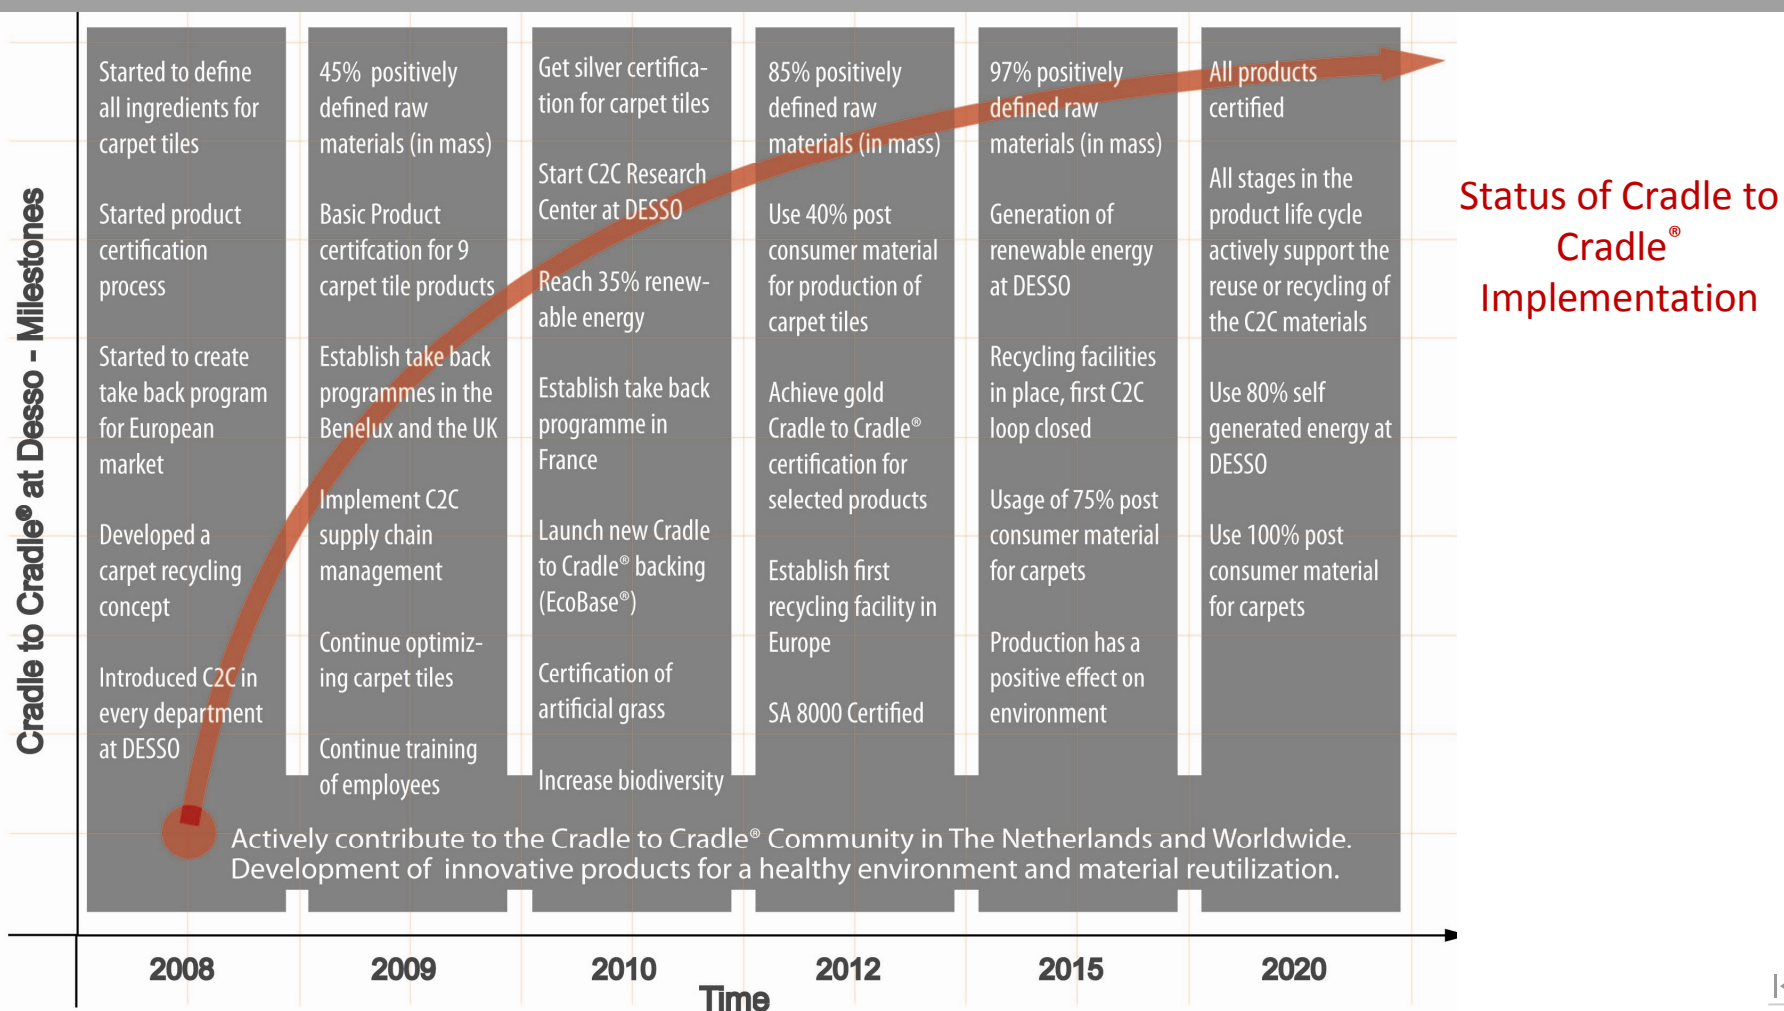 Cradle to Cradle® at Desso - Milestones
Started to define
all ingredients for
carpet tiles
Started product
certification
process
Started to create
take back program
for European
market
Developed a
carpet recycling
concept
Introduced C2C in
every department
at DESSO
45% positively
defined raw
materials (in mass)
Basic Product
certifcation for 9
carpet tile products
Establish take back
programmes in the
Benelux and the UK
Implement C2C
supply chain
management
Continue optimiz-
ing carpet tiles
Continue training
of employees
Get silver certifica-
tion for carpet tiles
Start C2C Research
Center at DESSO
Reach 35% renew-
able energy
Establish take back
programme in
France
Launch new Cradle
to Cradle® backing
(EcoBase®)
Certification of
artificial grass
Increase biodiversity
85% positively
defined raw
materials (in mass)
Use 40% post
consumer material
for production of
carpet tiles
Achieve gold
Cradle to Cradle®
certification for
selected products
Establish first
recycling facility in
Europe
SA 8000 Certified
97% positively
defined raw
materials (in mass)
Generation of
renewable energy
at DESSO
Recycling facilities
in place, first C2C
loop closed
Usage of 75% post
consumer material
for carpets
Production has a
positive effect on
environment
All products
certified
All stages in the
product life cycle
actively support the
reuse or recycling of
the C2C materials
Use 80% self
generated energy at
DESSO
Use 100% post
consumer material
for carpets
Actively contribute to the Cradle to Cradle® Community in The Netherlands and Worldwide.
Development of innovative products for a healthy environment and material reutilization.
2008 2009 2010 2012 2015 2020
Time
Status of Cradle to
Cradle®
Implementation